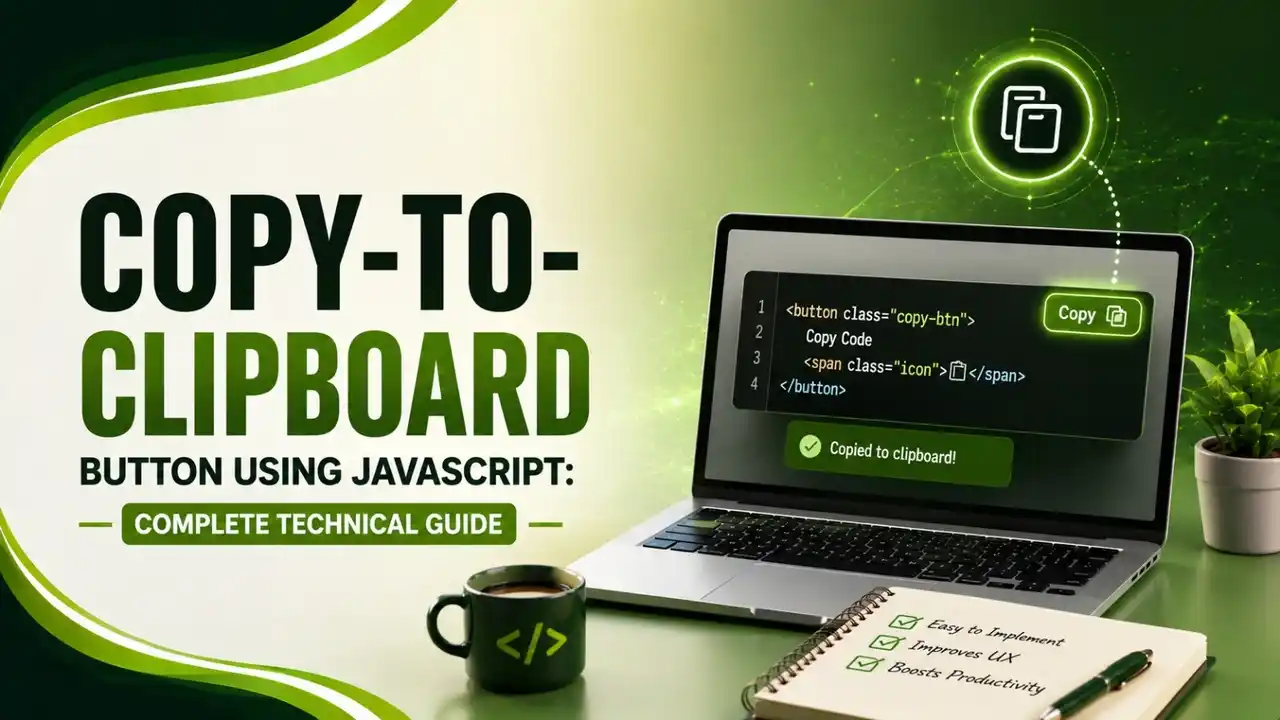 COPY-TO-
CLIPBOARD
BUTTON USING JAVASCRIPT:
COMPLETE TECHNICAL GUIDE
Copy
1 <button class="copy-btn">
2 Copy Code
3 <span class="icon">📋</span>
4 </button>
Copied to clipboard!
</>
Easy to Implement
Improves UX
Boosts Productivity